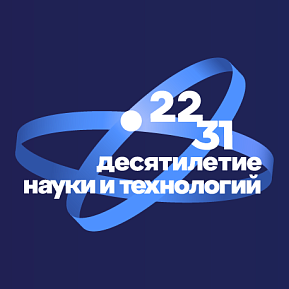 22
31
десятилетие
науки и технологий